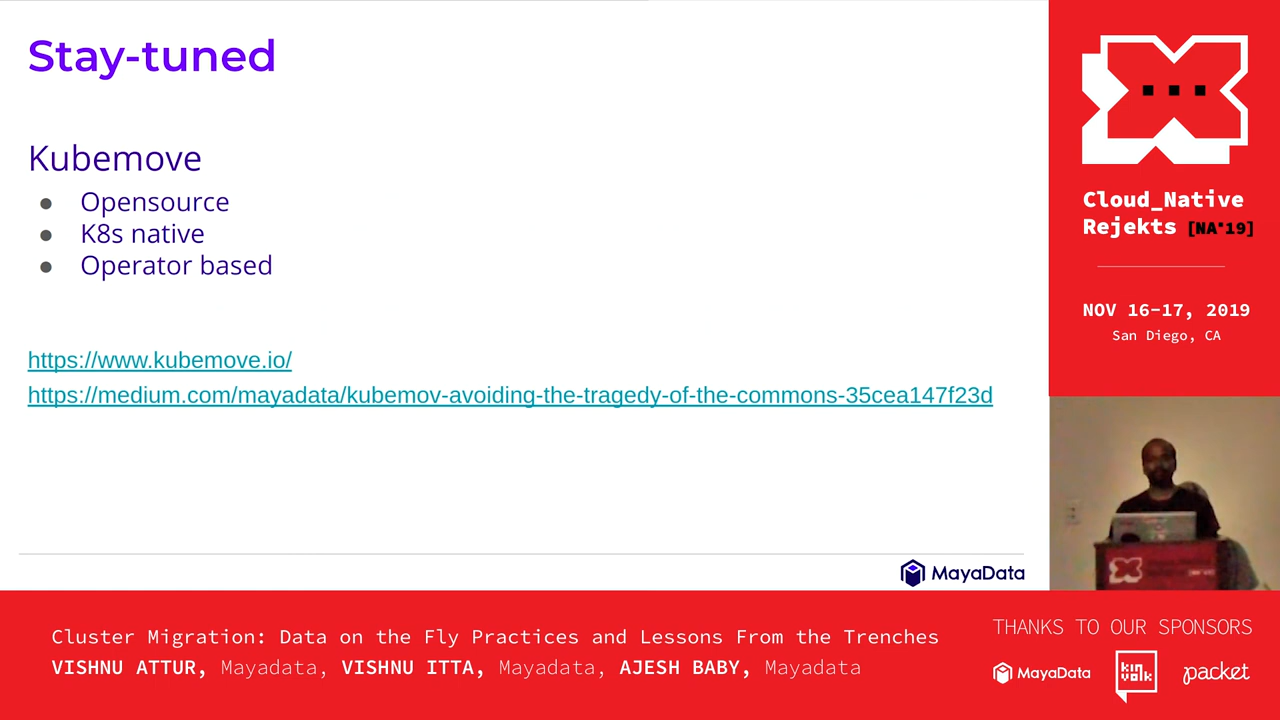 Stay-tuned
Kubemove
Opensource
K8s native
Operator based
https://www.kubemove.io/
https://medium.com/mayadata/kubemov-avoiding-the-tragedy-of-the-commons-35cea147f23d
MayaData
Cloud_Native
Rejekts [NA'19]
NOV 16-17, 2019
San Diego, CA
Cluster Migration: Data on the Fly Practices and Lessons From the Trenches
VISHNU ATTUR, Mayadata, VISHNU ITTA, Mayadata, AJESH BABY, Mayadata
THANKS TO OUR SPONSORS
MayaData
kinvolk
packet